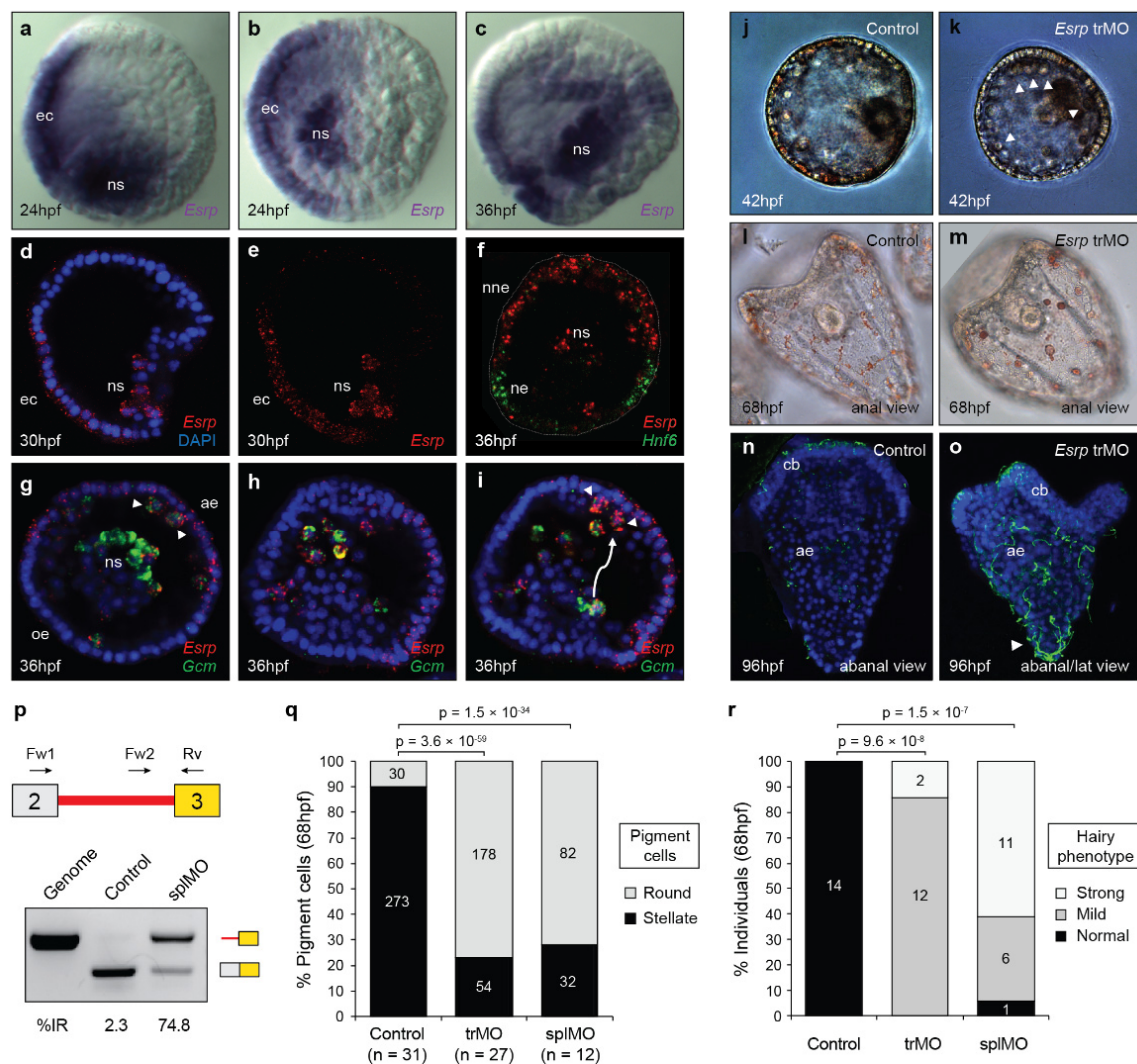 a
ec
ns
24hpf
Esrp
b
ec
ns
24hpf
Esrp
c
ns
36hpf
Esrp
d
ns
ec
Esrp
30hpf
DAPI
e
ns
ec
30hpf
Esrp
f
nne
ns
ne
Esrp
36hpf
Hnf6
g
ae
ns
oe
Esrp
36hpf
Gcm
h
Esrp
36hpf
Gcm
i
Esrp
36hpf
Gcm
j
Control
42hpf
k
Esrp trMO
42hpf
l
Control
68hpf
anal view
m
Esrp trMO
68hpf
anal view
n
Control
cb
ae
96hpf
abanal view
o
Esrp trMO
cb
ae
96hpf
abanal/lat view
p
Fw1
Fw2
Rv
2
3
Genome
Control
splMO
%IR
2.3
74.8
q
p = 1.5 × 10-34
p = 3.6 × 10-59
% Pigment cells (68hpf)
100
90
80
70
60
50
40
30
20
10
0
30
273
178
54
82
32
Control
(n = 31)
trMO
(n = 27)
splMO
(n = 12)
Pigment
cells
Round
Stellate
r
p = 1.5 × 10-7
p = 9.6 × 10-8
% Individuals (68hpf)
100
90
80
70
60
50
40
30
20
10
0
14
2
12
11
6
1
Control
trMO
splMO
Hairy
phenotype
Strong
Mild
Normal